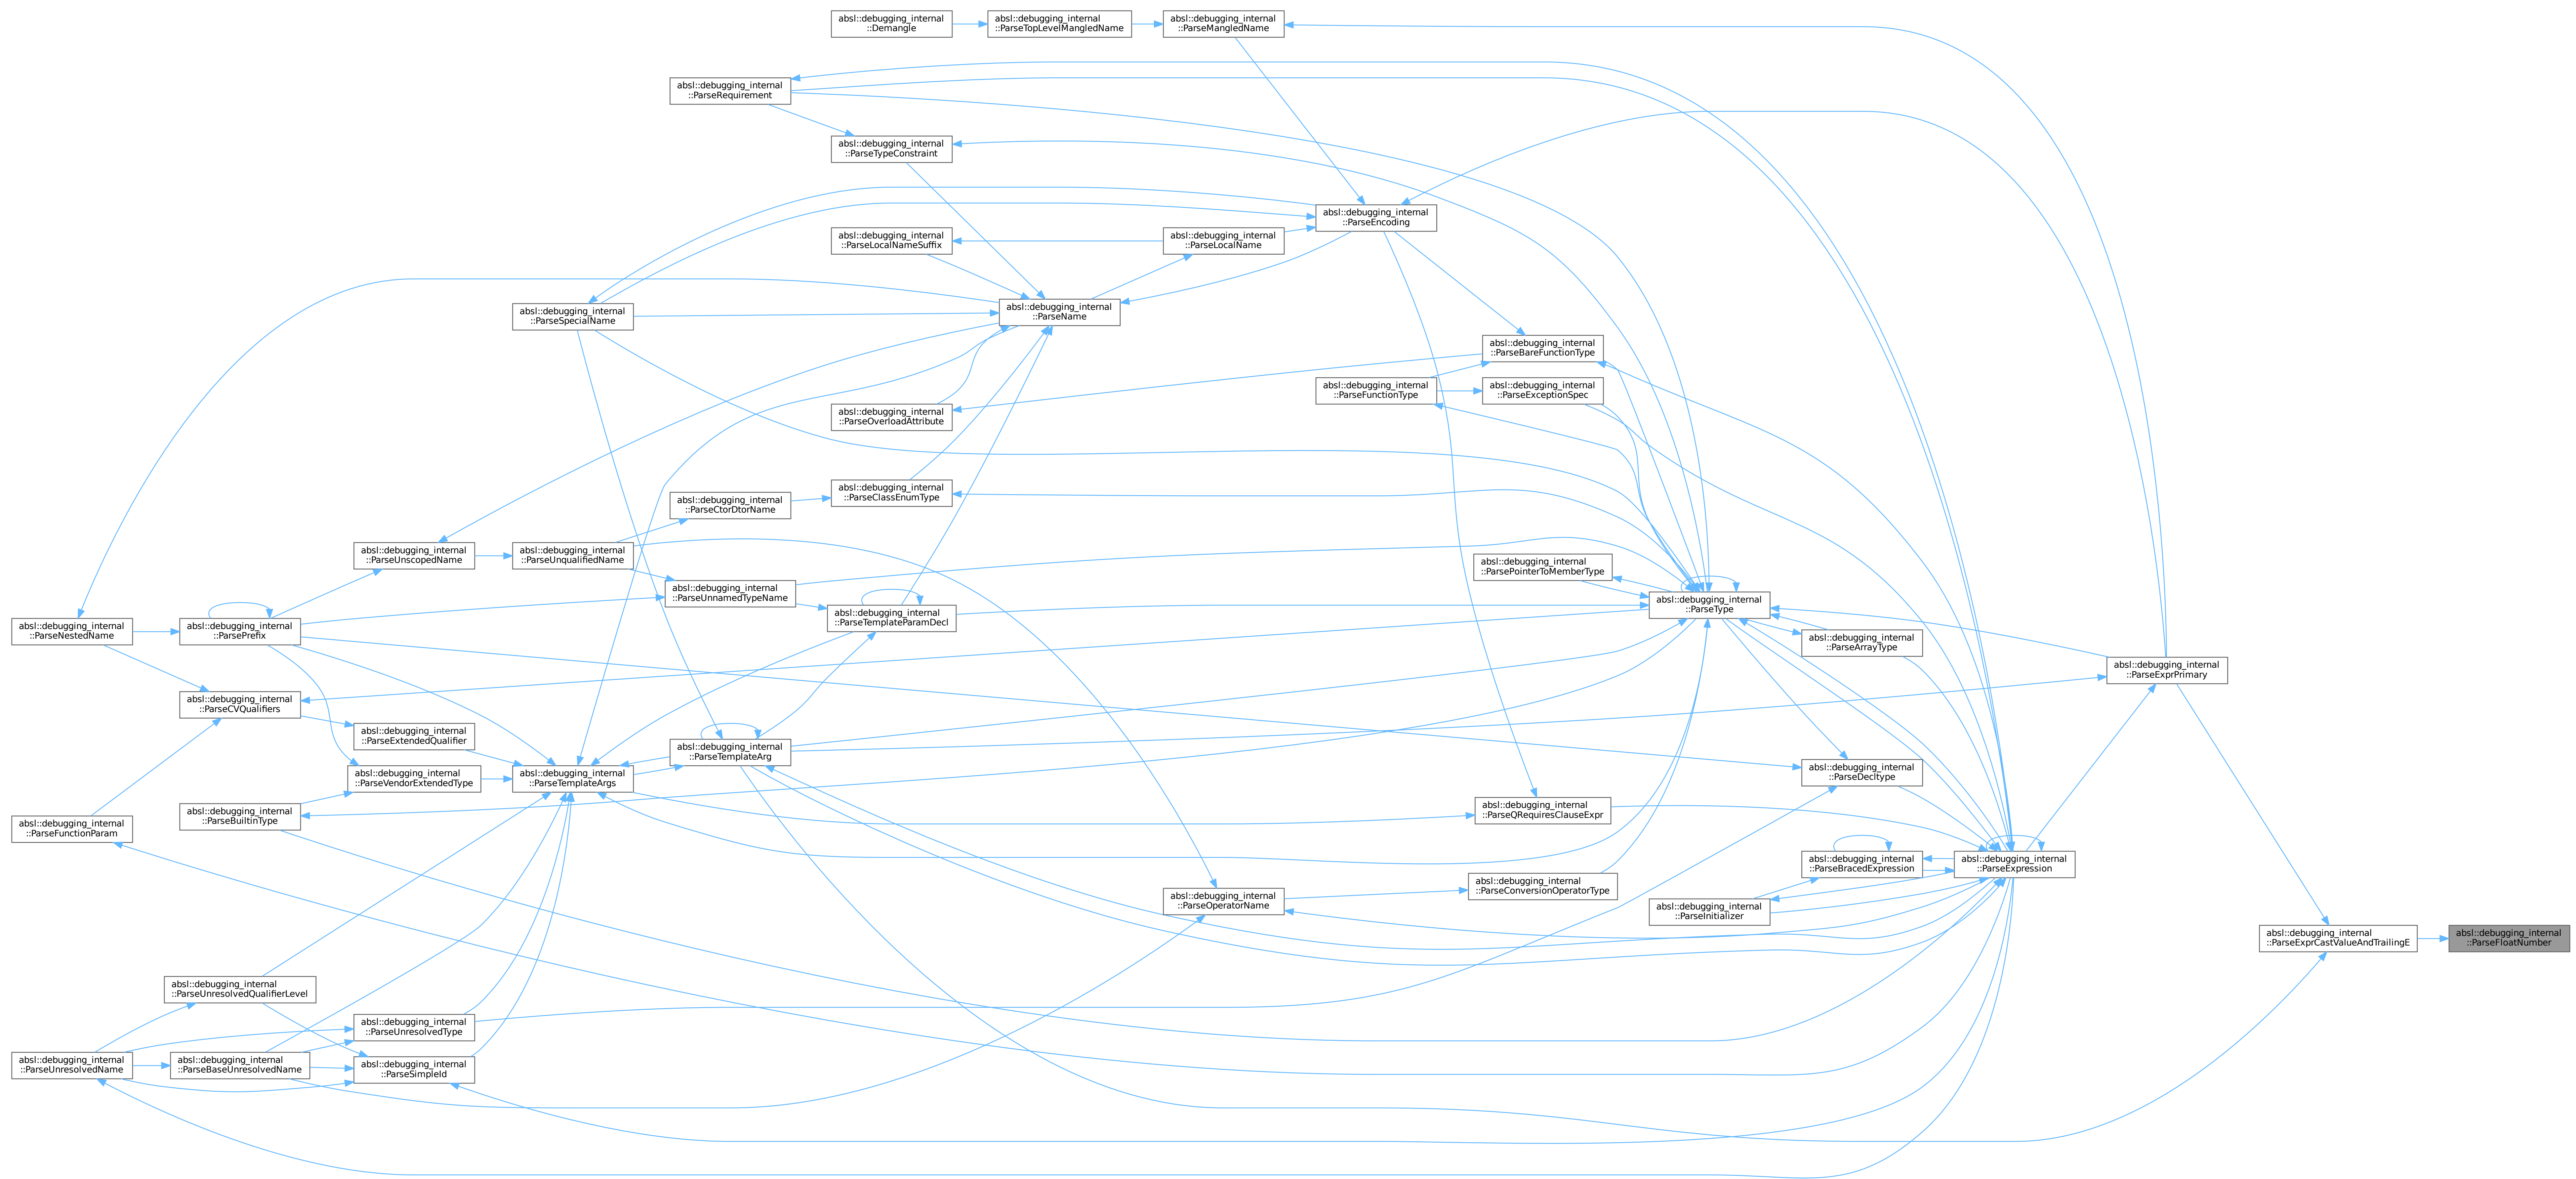 absl::debugging_internal
::Demangle
absl::debugging_internal
::ParseTopLevelMangledName
absl::debugging_internal
::ParseMangledName
absl::debugging_internal
::ParseRequirement
absl::debugging_internal
::ParseTypeConstraint
absl::debugging_internal
::ParseEncoding
absl::debugging_internal
::ParseLocalNameSuffix
absl::debugging_internal
::ParseLocalName
absl::debugging_internal
::ParseSpecialName
absl::debugging_internal
::ParseName
absl::debugging_internal
::ParseBareFunctionType
absl::debugging_internal
::ParseFunctionType
absl::debugging_internal
::ParseExceptionSpec
absl::debugging_internal
::ParseOverloadAttribute
absl::debugging_internal
::ParseClassEnumType
absl::debugging_internal
::ParseCtorDtorName
absl::debugging_internal
::ParseUnscopedName
absl::debugging_internal
::ParseUnqualifiedName
absl::debugging_internal
::ParsePointerToMemberType
absl::debugging_internal
::ParseUnnamedTypeName
absl::debugging_internal
::ParseType
absl::debugging_internal
::ParseTemplateParamDecl
absl::debugging_internal
::ParseNestedName
absl::debugging_internal
::ParsePrefix
absl::debugging_internal
::ParseArrayType
absl::debugging_internal
::ParseExprPrimary
absl::debugging_internal
::ParseCVQualifiers
absl::debugging_internal
::ParseExtendedQualifier
absl::debugging_internal
::ParseTemplateArg
absl::debugging_internal
::ParseDecltype
absl::debugging_internal
::ParseVendorExtendedType
absl::debugging_internal
::ParseTemplateArgs
absl::debugging_internal
::ParseBuiltinType
absl::debugging_internal
::ParseQRequiresClauseExpr
absl::debugging_internal
::ParseFunctionParam
absl::debugging_internal
::ParseBracedExpression
absl::debugging_internal
::ParseExpression
absl::debugging_internal
::ParseConversionOperatorType
absl::debugging_internal
::ParseOperatorName
absl::debugging_internal
::ParseInitializer
absl::debugging_internal
::ParseExprCastValueAndTrailingE
absl::debugging_internal
::ParseFloatNumber
absl::debugging_internal
::ParseUnresolvedQualifierLevel
absl::debugging_internal
::ParseUnresolvedType
absl::debugging_internal
::ParseUnresolvedName
absl::debugging_internal
::ParseBaseUnresolvedName
absl::debugging_internal
::ParseSimpleId